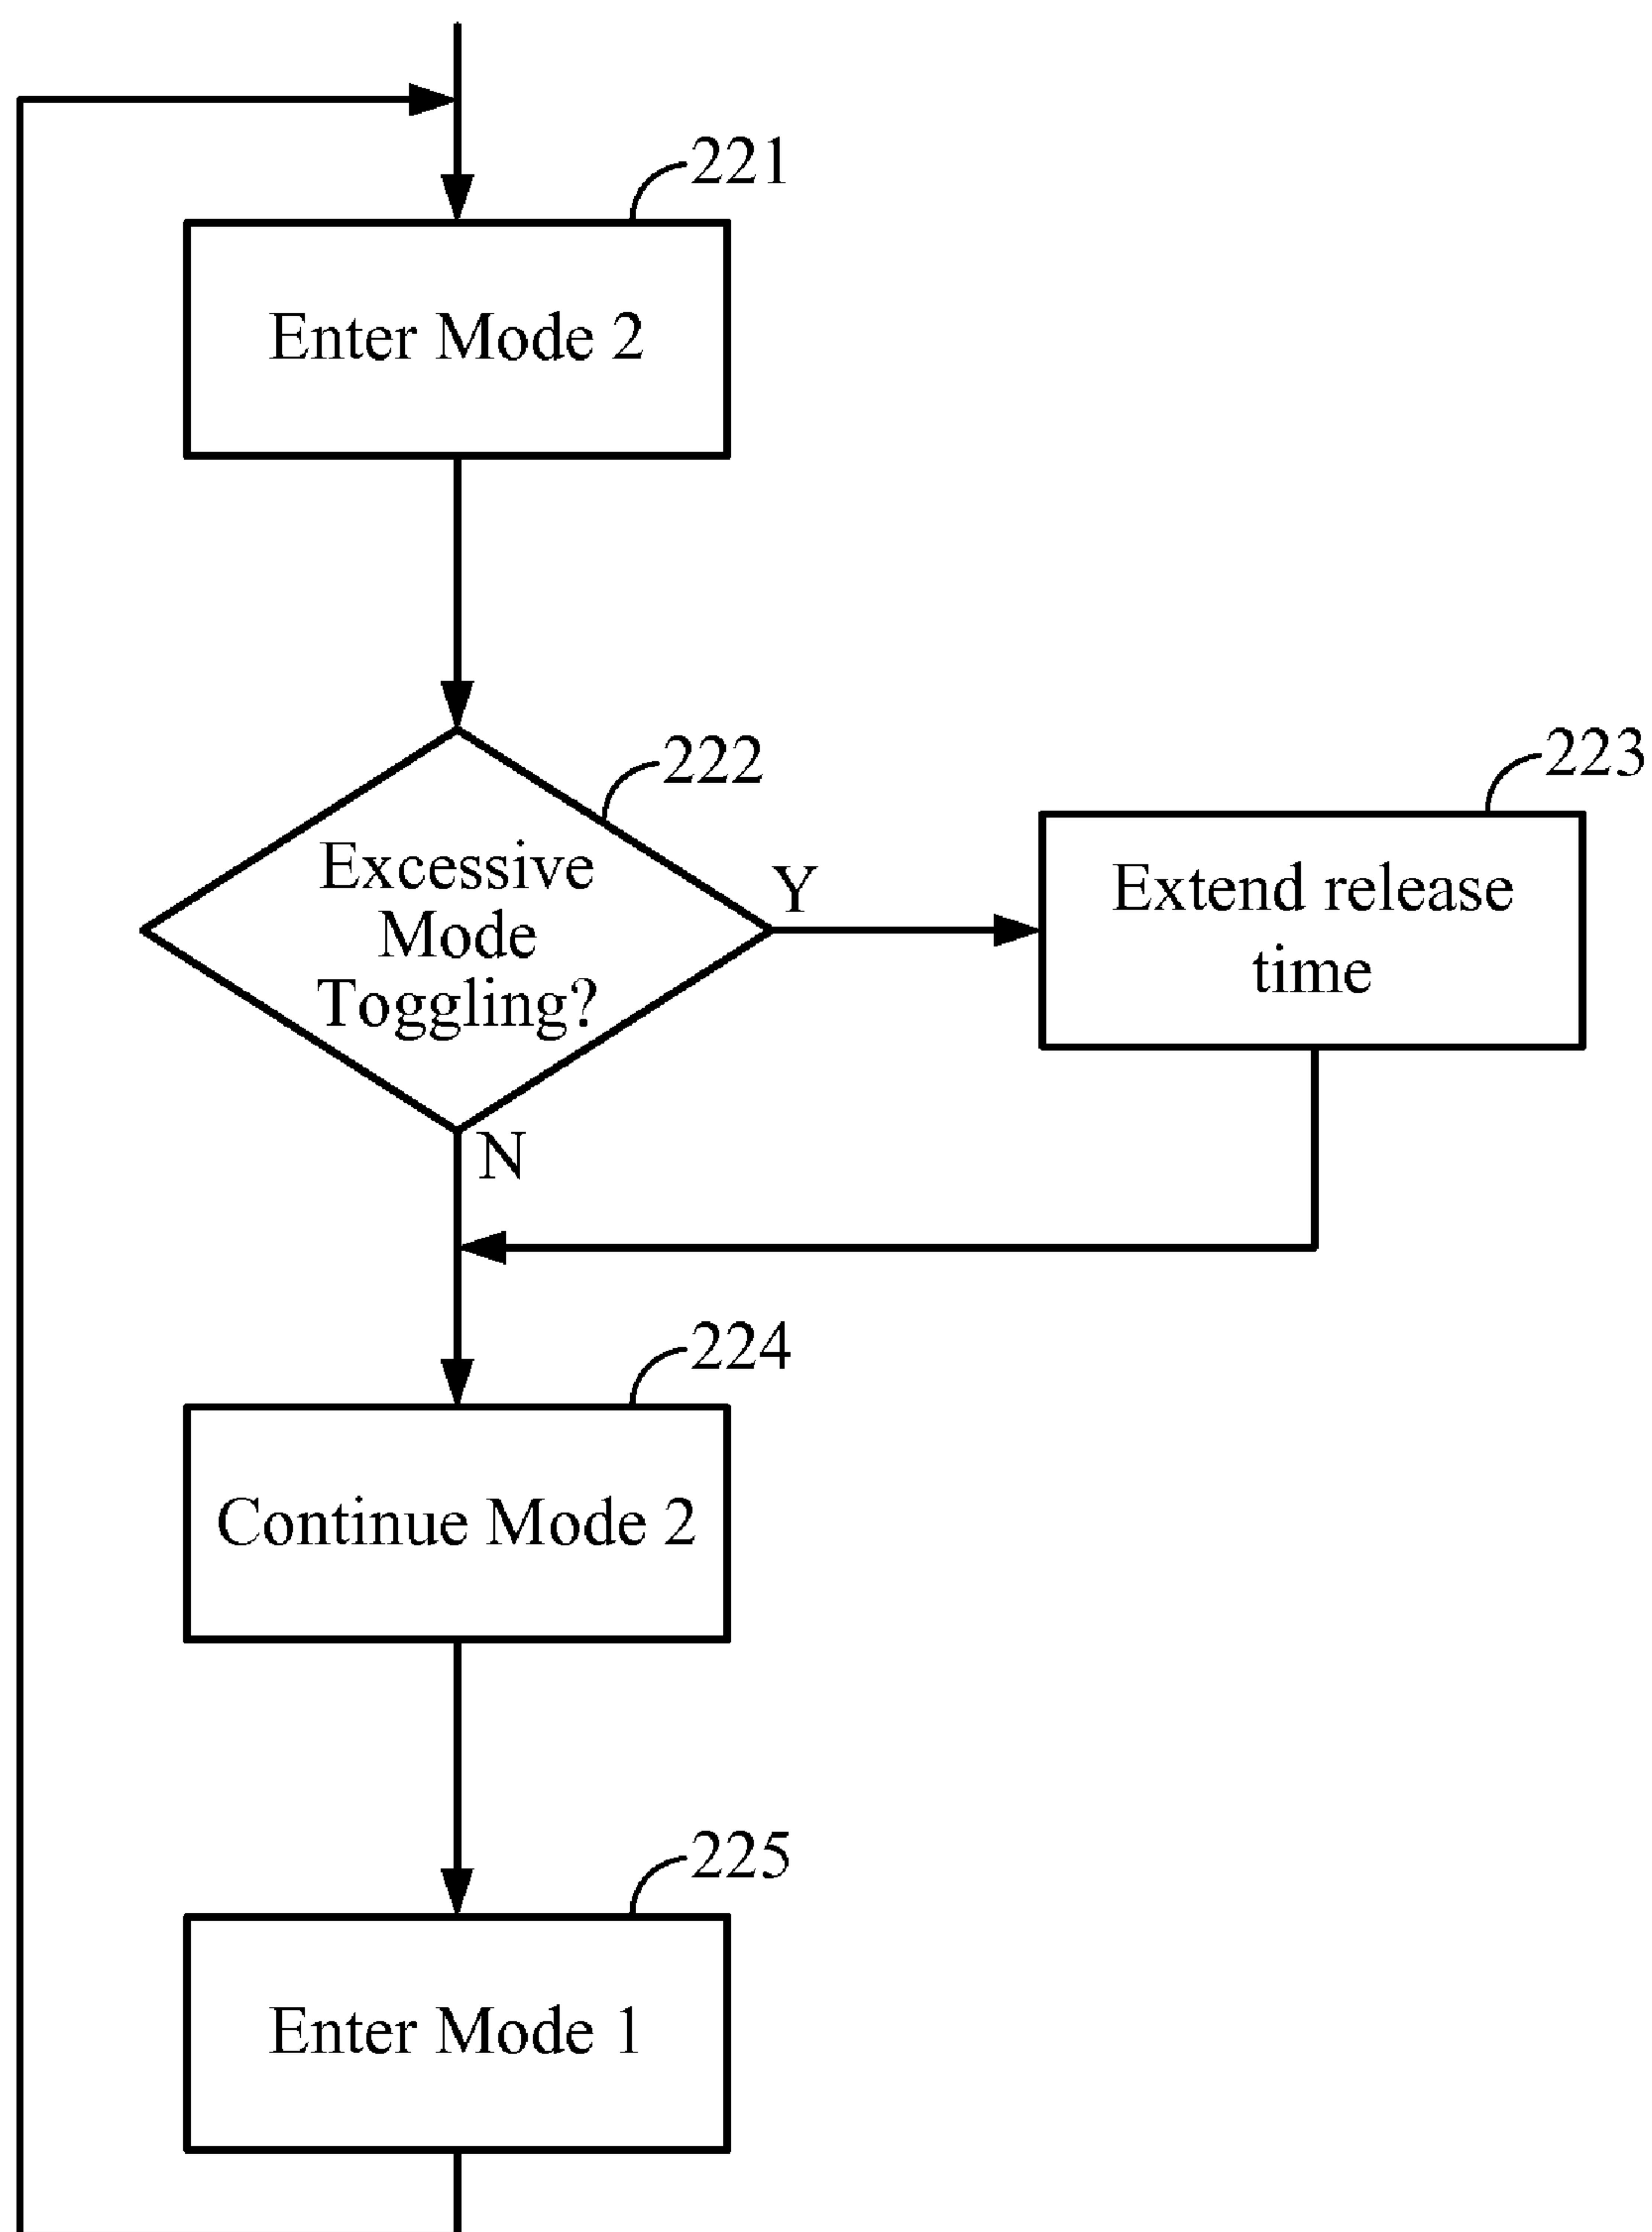 221
Enter Mode 2
222
Excessive
Mode
Toggling?
Y
N
223
Extend release
time
224
Continue Mode 2
225
Enter Mode 1